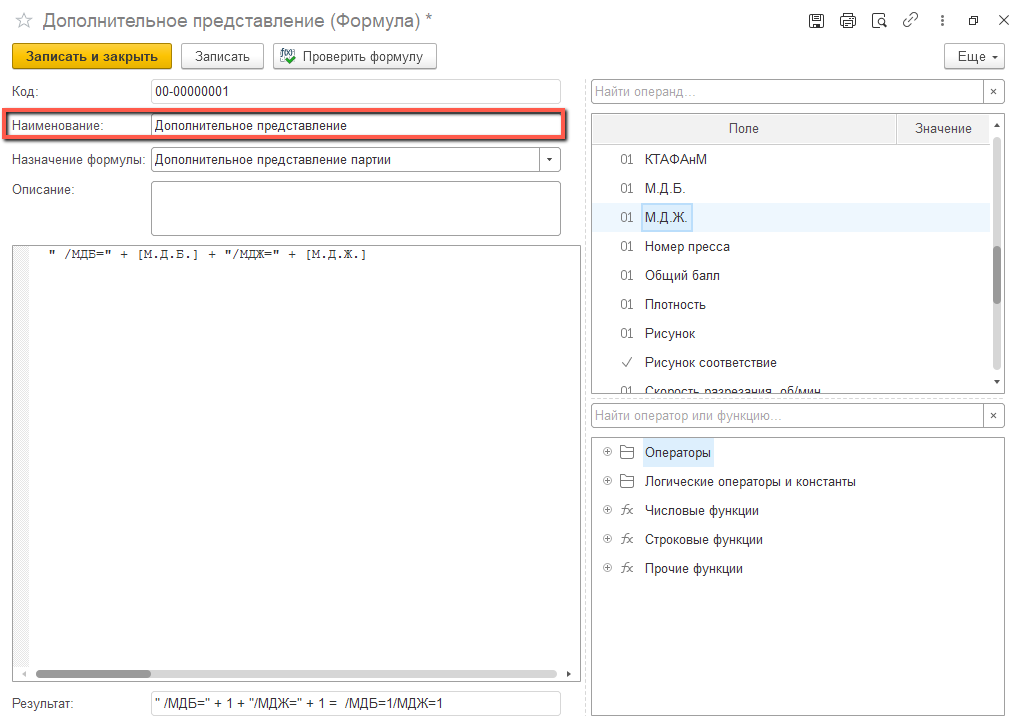 Дополнительное представление (Формула) *
Записать и закрыть
Записать
Проверить формулу
Еще
Код:
00-00000001
Наименование:
Дополнительное представление
Назначение формулы:
Дополнительное представление партии
Описание:
" /МДБ=" + [М.Д.Б.] + "/МДЖ=" + [М.Д.Ж.]
Результат:
" /МДБ=" + 1 + "/МДЖ=" + 1 =  /МДБ=1/МДЖ=1
Найти операнд...
Поле
Значение
01 КТАФАнМ
01 М.Д.Б.
01 М.Д.Ж.
01 Номер пресса
01 Общий балл
01 Плотность
01 Рисунок
Рисунок соответствие
01 Скорость разрезания, об/мин
Найти оператор или функцию...
Операторы
Логические операторы и константы
fx Числовые функции
fx Строковые функции
fx Прочие функции